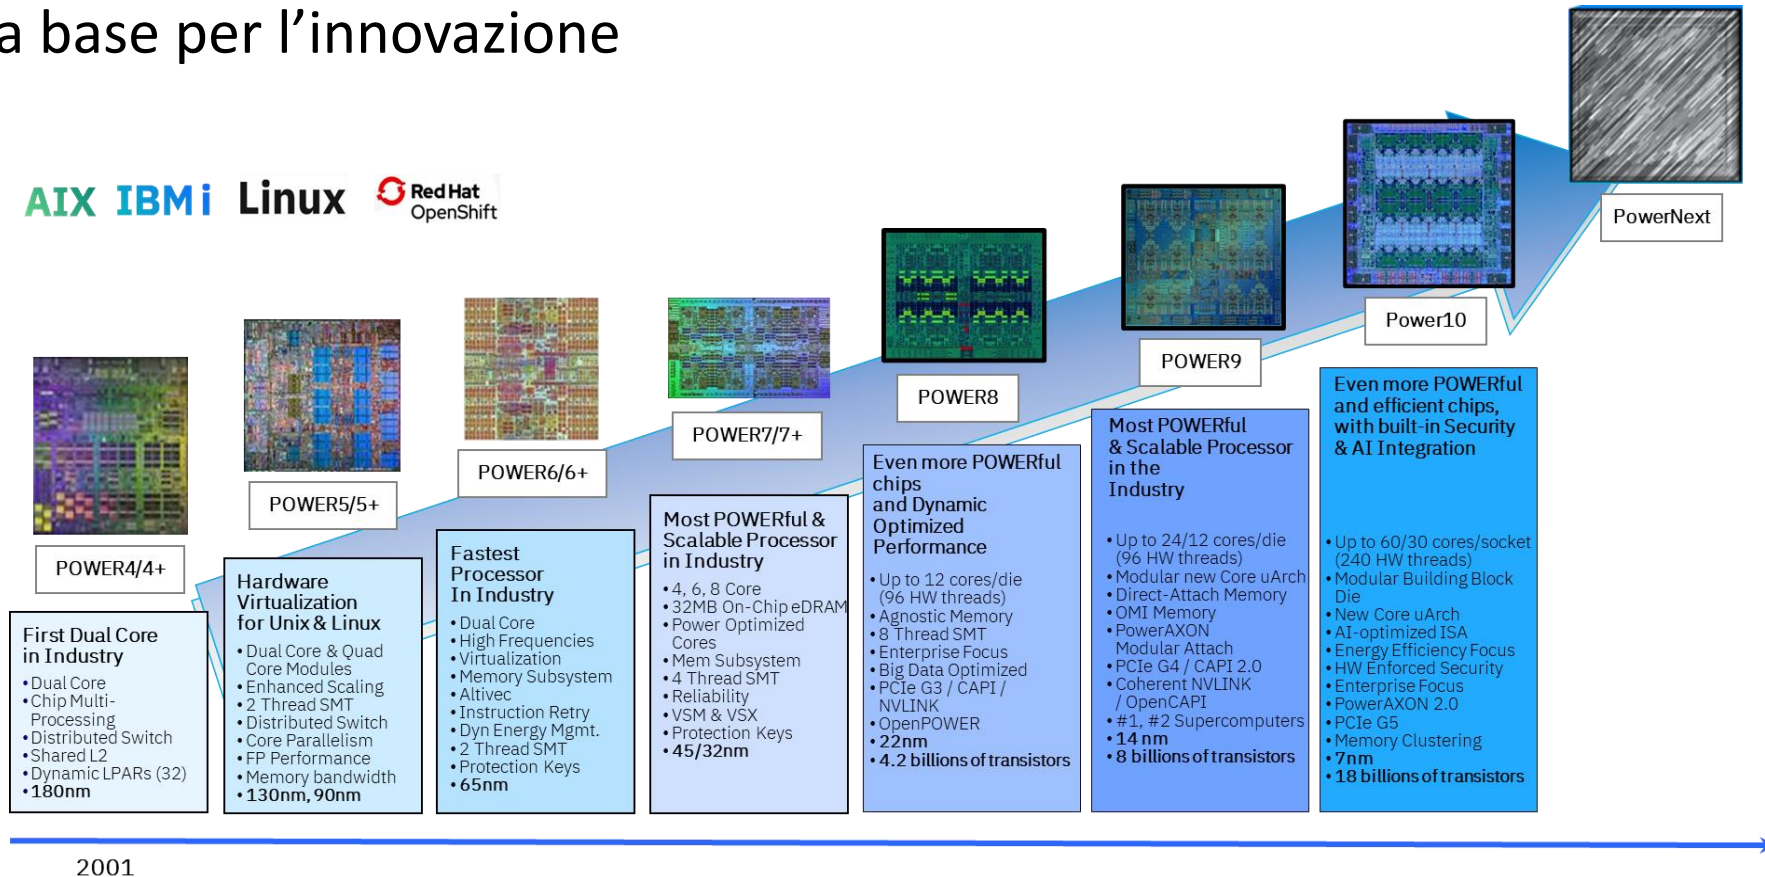 a base per l’innovazione
AIX IBM i Linux Red Hat
OpenShift
PowerNext
Power10
POWER9
POWER8
POWER7/7+
POWER6/6+
POWER5/5+
POWER4/4+
First Dual Core
in Industry
• Dual Core
• Chip Multi-
Processing
• Distributed Switch
• Shared L2
• Dynamic LPARs (32)
• 180nm
Hardware
Virtualization
for Unix & Linux
• Dual Core & Quad
Core Modules
• Enhanced Scaling
• 2 Thread SMT
• Distributed Switch
• Core Parallelism
• FP Performance
• Memory bandwidth
• 130nm, 90nm
Fastest
Processor
In Industry
• Dual Core
• High Frequencies
• Virtualization
• Memory Subsystem
• Altivec
• Instruction Retry
• Dyn Energy Mgmt.
• 2 Thread SMT
• Protection Keys
• 65nm
Most POWERful &
Scalable Processor
in Industry
• 4, 6, 8 Core
• 32MB On-Chip eDRAM
• Power Optimized
Cores
• Mem Subsystem
• 4 Thread SMT
• Reliability
• VSM & VSX
• Protection Keys
• 45/32nm
Even more POWERful
chips
and Dynamic
Optimized
Performance
• Up to 12 cores/die
(96 HW threads)
• Agnostic Memory
• 8 Thread SMT
• Enterprise Focus
• Big Data Optimized
• PCIe G3 / CAPI /
NVLINK
• OpenPOWER
• 22nm
• 4.2 billions of transistors
Most POWERful
& Scalable Processor
in the
Industry
• Up to 24/12 cores/die
(96 HW threads)
• Modular new Core uArch
• Direct-Attach Memory
• OMI Memory
• PowerAXON
Modular Attach
• PCIe G4 / CAPI 2.0
• Coherent NVLINK
/ OpenCAPI
• #1, #2 Supercomputers
• 14 nm
• 8 billions of transistors
Even more POWERful
and efficient chips,
with built-in Security
& AI Integration
• Up to 60/30 cores/socket
(240 HW threads)
• Modular Building Block
Die
• New Core uArch
• AI-optimized ISA
• Energy Efficiency Focus
• HW Enforced Security
• Enterprise Focus
• PowerAXON 2.0
• PCIe G5
• Memory Clustering
• 7nm
• 18 billions of transistors
2001